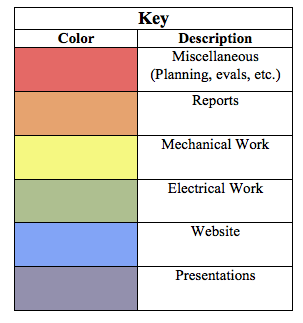 Key
Color Description
Miscellaneous
(Planning, evals, etc.)
Reports
Mechanical Work
Electrical Work
Website
Presentations